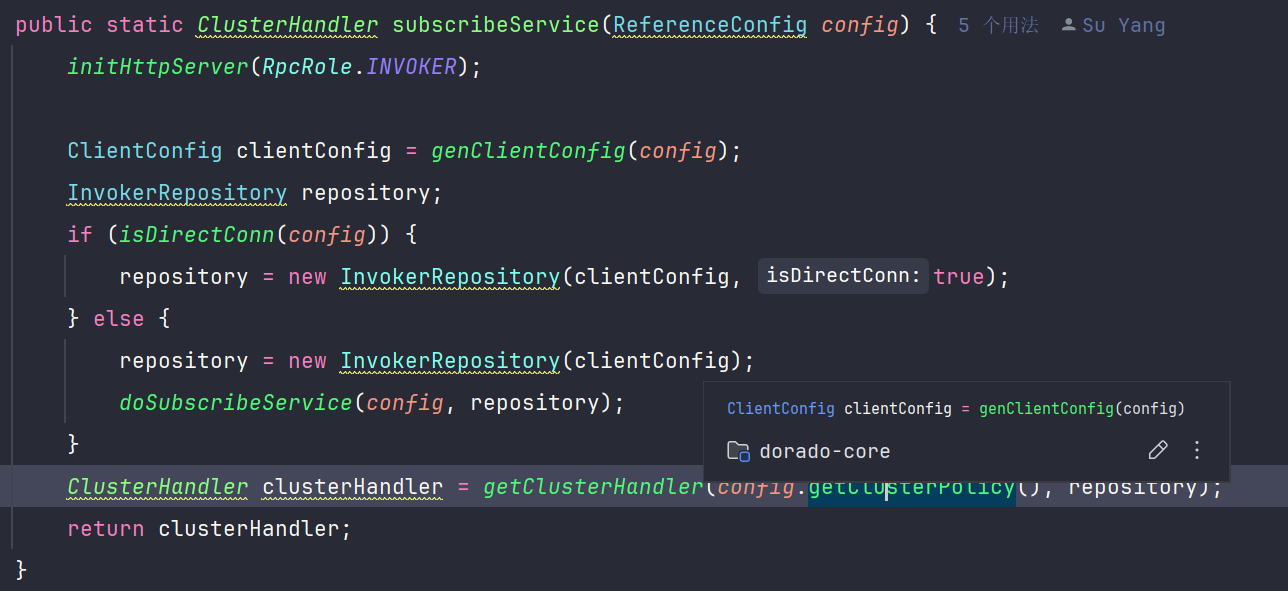 public static ClusterHandler subscribeService(ReferenceConfig config) { 5 个用法 Su Yang
initHttpServer(RpcRole.INVOKER);
ClientConfig clientConfig = genClientConfig(config);
InvokerRepository repository;
if (isDirectConn(config)) {
repository = new InvokerRepository(clientConfig, isDirectConn: true);
} else {
repository = new InvokerRepository(clientConfig);
doSubscribeService(config, repository);
}
ClientConfig clientConfig = genClientConfig(config)
dorado-core
ClusterHandler clusterHandler = getClusterHandler(config.getClusterPolicy(), repository);
return clusterHandler;
}